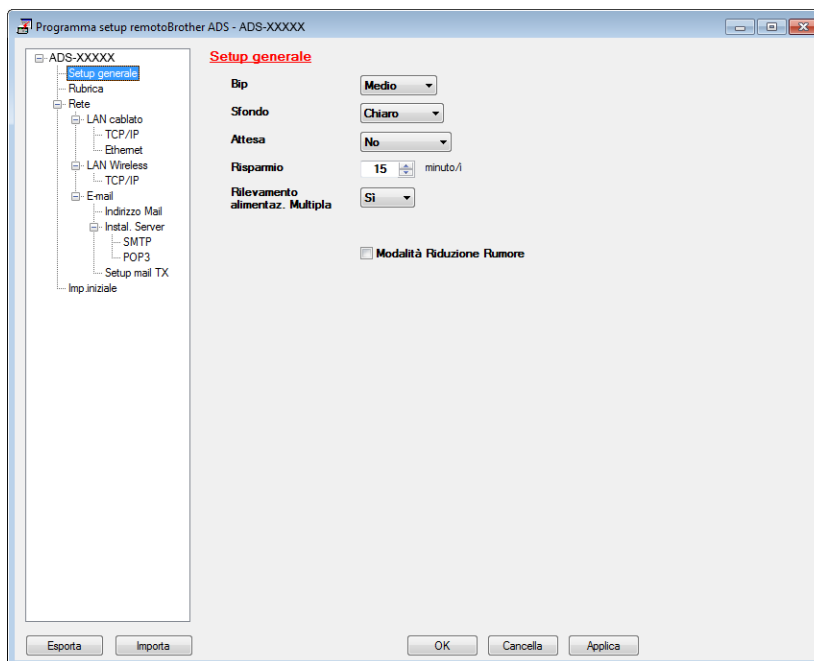 Programma setup remotoBrother ADS - ADS-XXXXX
ADS-XXXXX
Setup generale
Rubrica
Rete
LAN cablato
TCP/IP
Ethernet
LAN Wireless
TCP/IP
E-mail
Indirizzo Mail
Instal. Server
SMTP
POP3
Setup mail TX
Imp.iniziale
Setup generale
Bip Medio
Sfondo Chiaro
Attesa No
Risparmio 15 minuto/i
Rilevamento
alimentaz. Multipla Sì
Modalità Riduzione Rumore
Esporta Importa OK Cancella Applica